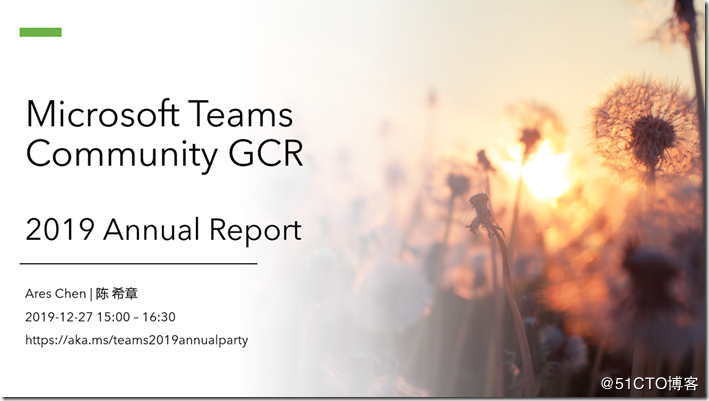 Microsoft Teams
Community GCR
2019 Annual Report
Ares Chen | 陈 希章
2019-12-27 15:00 – 16:30
https://aka.ms/teams2019annualparty
@51CTO博客